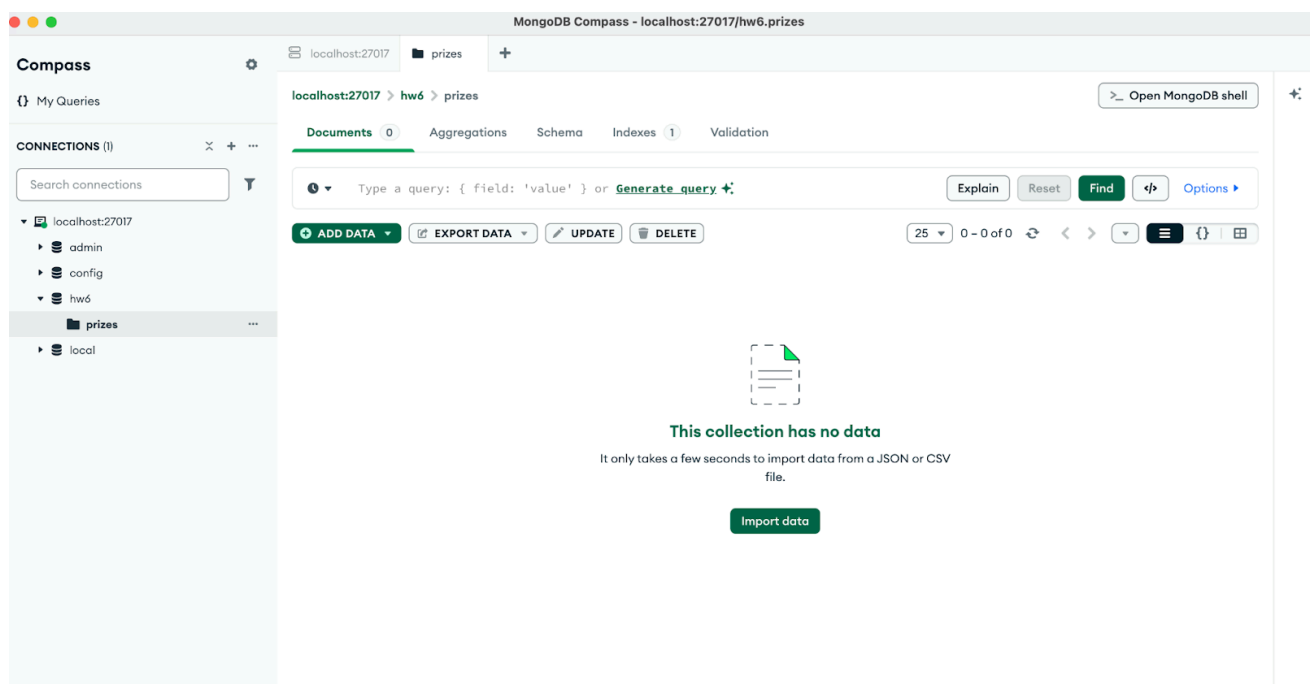 MongoDB Compass - localhost:27017/hw6.prizes
Compass
{} My Queries
CONNECTIONS (1)
Search connections
localhost:27017
admin
config
hw6
prizes
local
localhost:27017
prizes
localhost:27017 > hw6 > prizes
>_ Open MongoDB shell
Documents 0 Aggregations Schema Indexes 1 Validation
Type a query: { field: 'value' } or Generate query
Explain Reset Find </> Options
ADD DATA EXPORT DATA UPDATE DELETE
25 0 – 0 of 0 {}
This collection has no data
It only takes a few seconds to import data from a JSON or CSV
file.
Import data